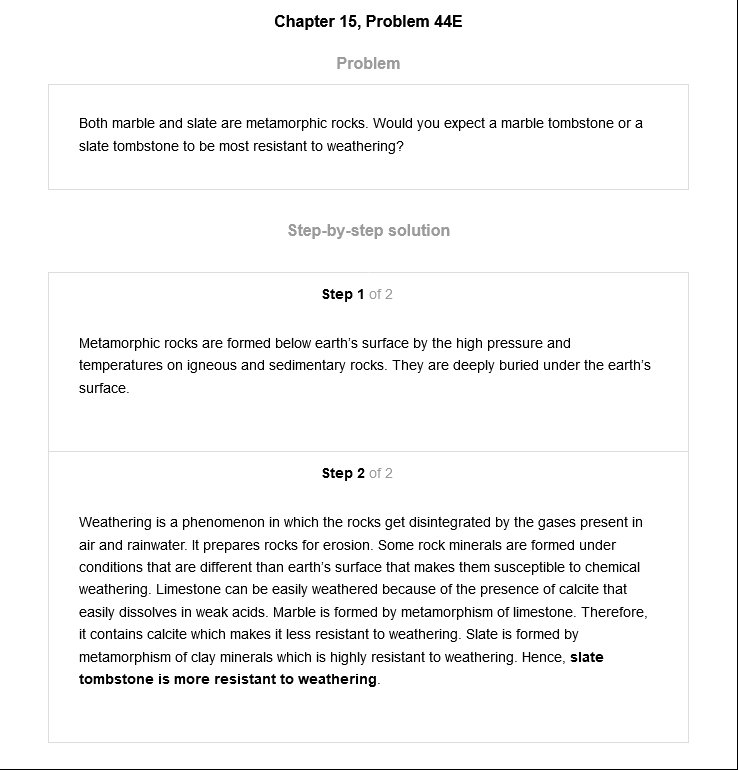 Chapter 15, Problem 44E
Problem
Both marble and slate are metamorphic rocks. Would you expect a marble tombstone or a
slate tombstone to be most resistant to weathering?
Step-by-step solution
Step 1 of 2
Metamorphic rocks are formed below earth’s surface by the high pressure and
temperatures on igneous and sedimentary rocks. They are deeply buried under the earth’s
surface.
Step 2 of 2
Weathering is a phenomenon in which the rocks get disintegrated by the gases present in
air and rainwater. It prepares rocks for erosion. Some rock minerals are formed under
conditions that are different than earth’s surface that makes them susceptible to chemical
weathering. Limestone can be easily weathered because of the presence of calcite that
easily dissolves in weak acids. Marble is formed by metamorphism of limestone. Therefore,
it contains calcite which makes it less resistant to weathering. Slate is formed by
metamorphism of clay minerals which is highly resistant to weathering. Hence, slate
tombstone is more resistant to weathering.